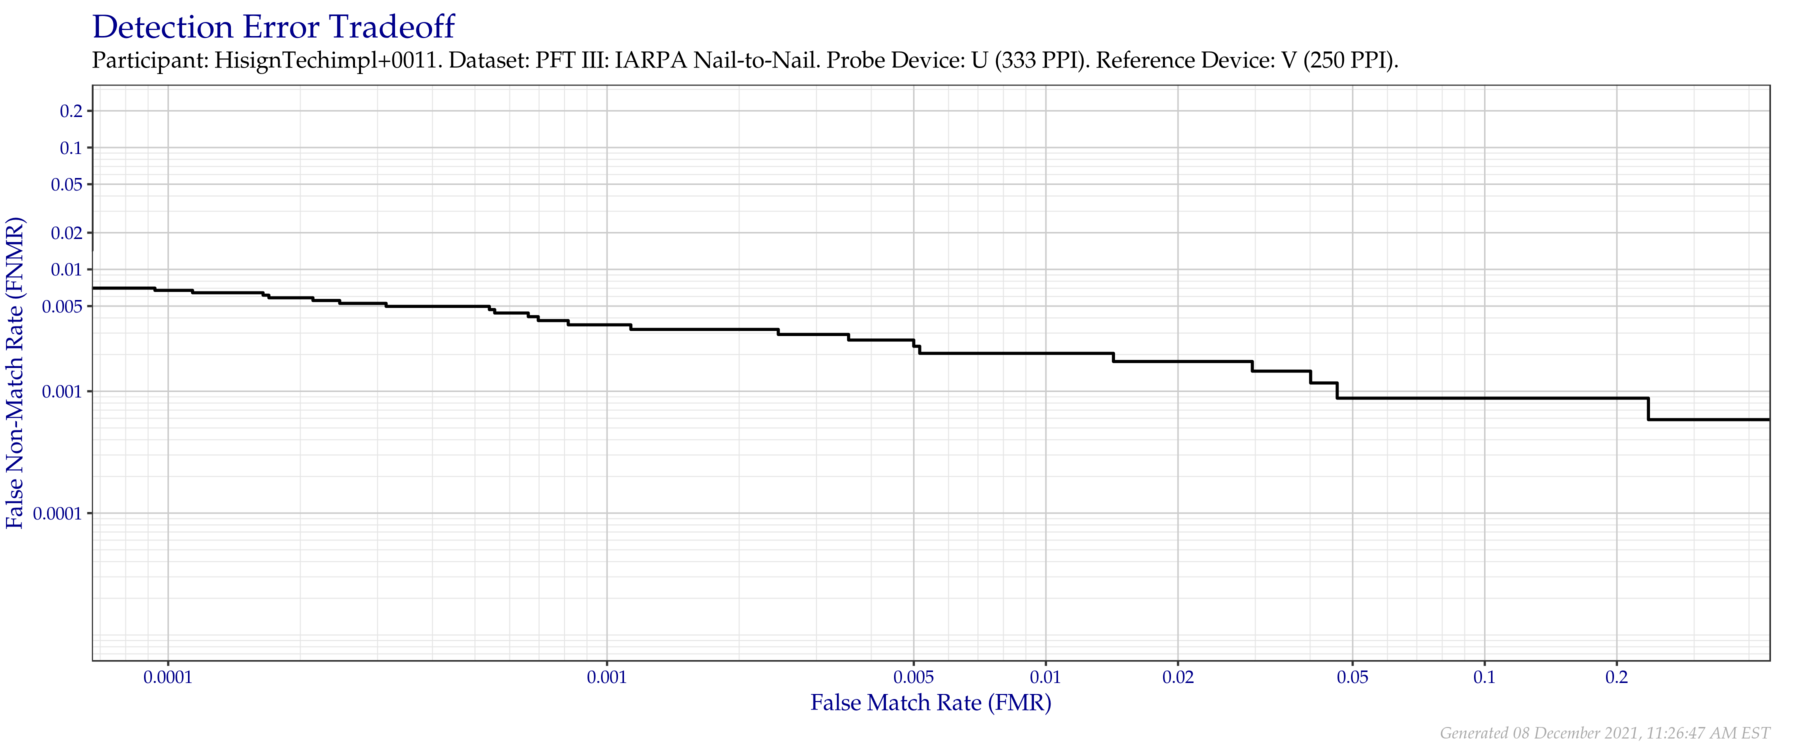 Detection Error Tradeoff
Participant: HisignTechimpl+0011. Dataset: PFT III: IARPA Nail-to-Nail. Probe Device: U (333 PPI). Reference Device: V (250 PPI).
0.2
0.1
0.05
0.02
0.01
0.005
0.001
0.0001
False Non-Match Rate (FNMR)
0.0001 0.001 0.005 0.01 0.02 0.05 0.1 0.2
False Match Rate (FMR)
Generated 08 December 2021, 11:26:47 AM EST